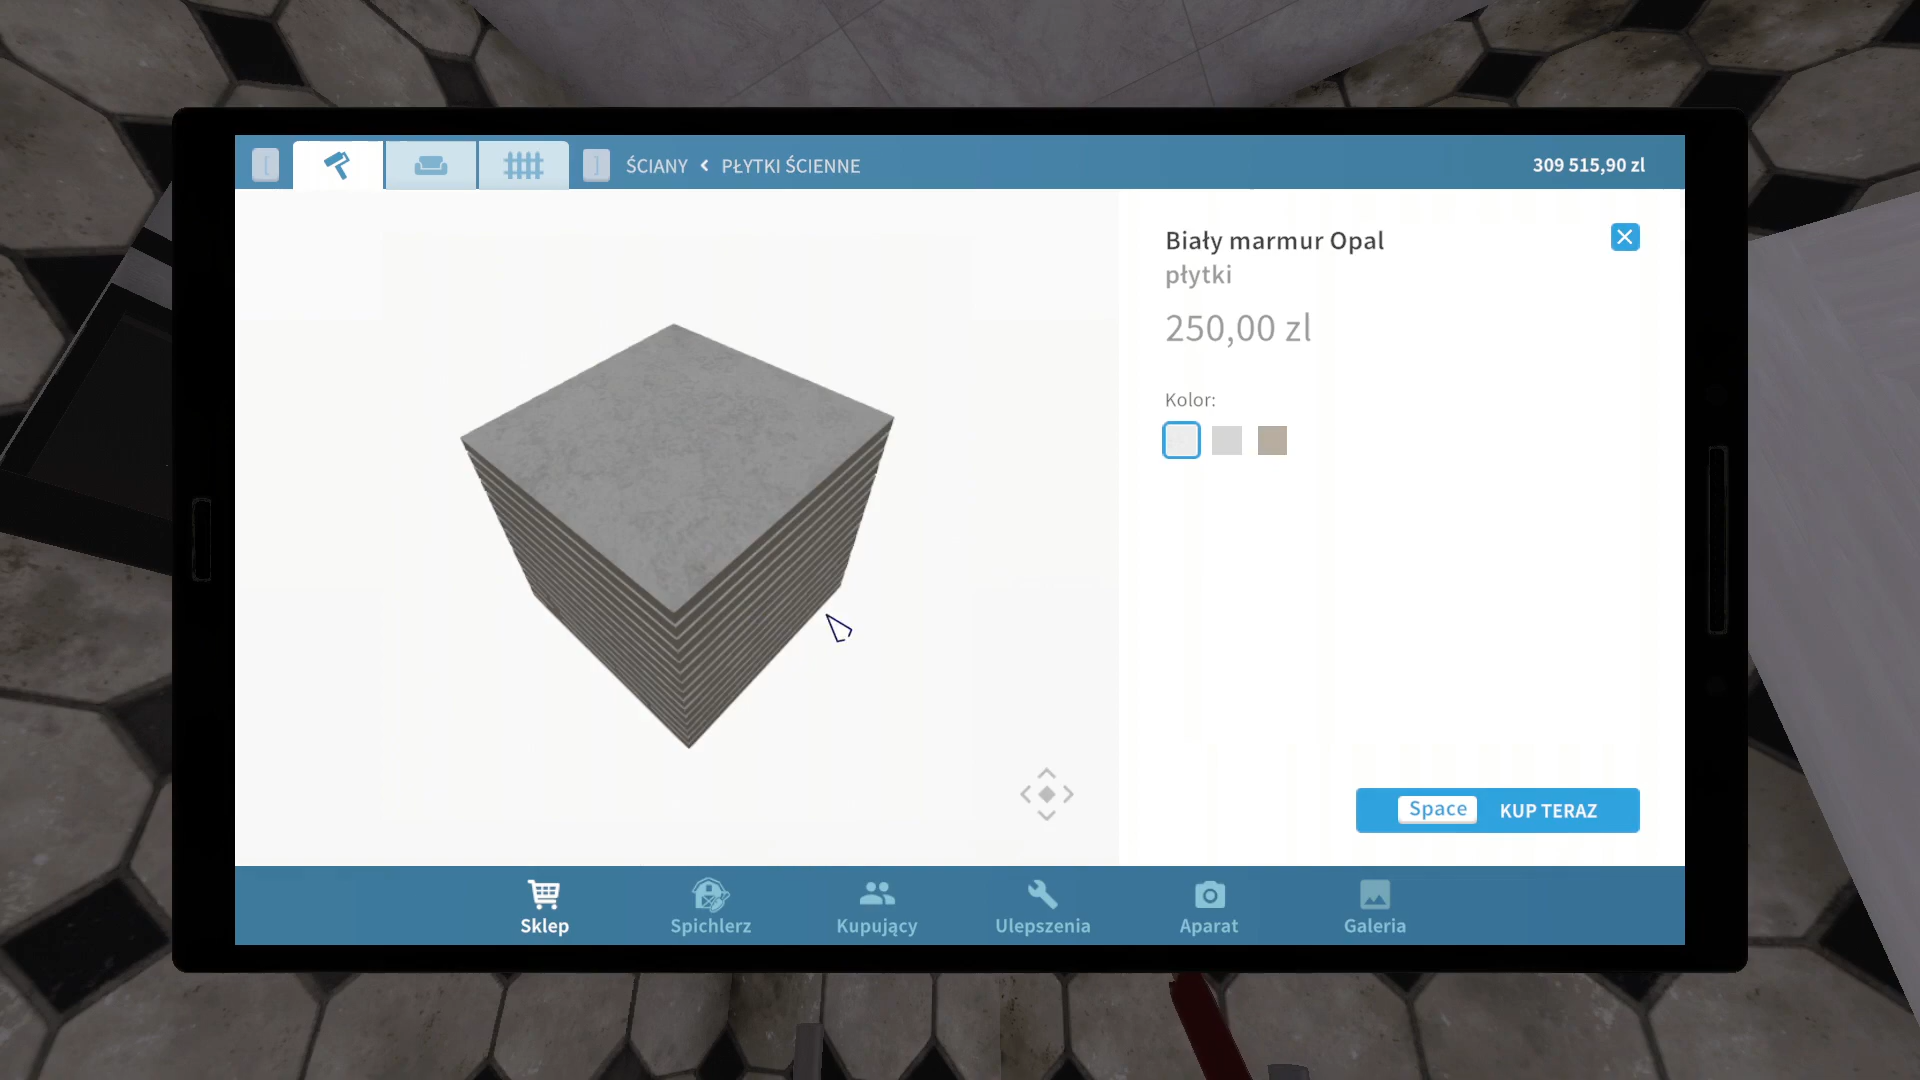 [
]
ŚCIANY
PŁYTKI ŚCIENNE
309 515,90 zl
Biały marmur Opal
płytki
250,00 zl
Kolor:
Space
KUP TERAZ
Sklep
Spichlerz
Kupujący
Ulepszenia
Aparat
Galeria